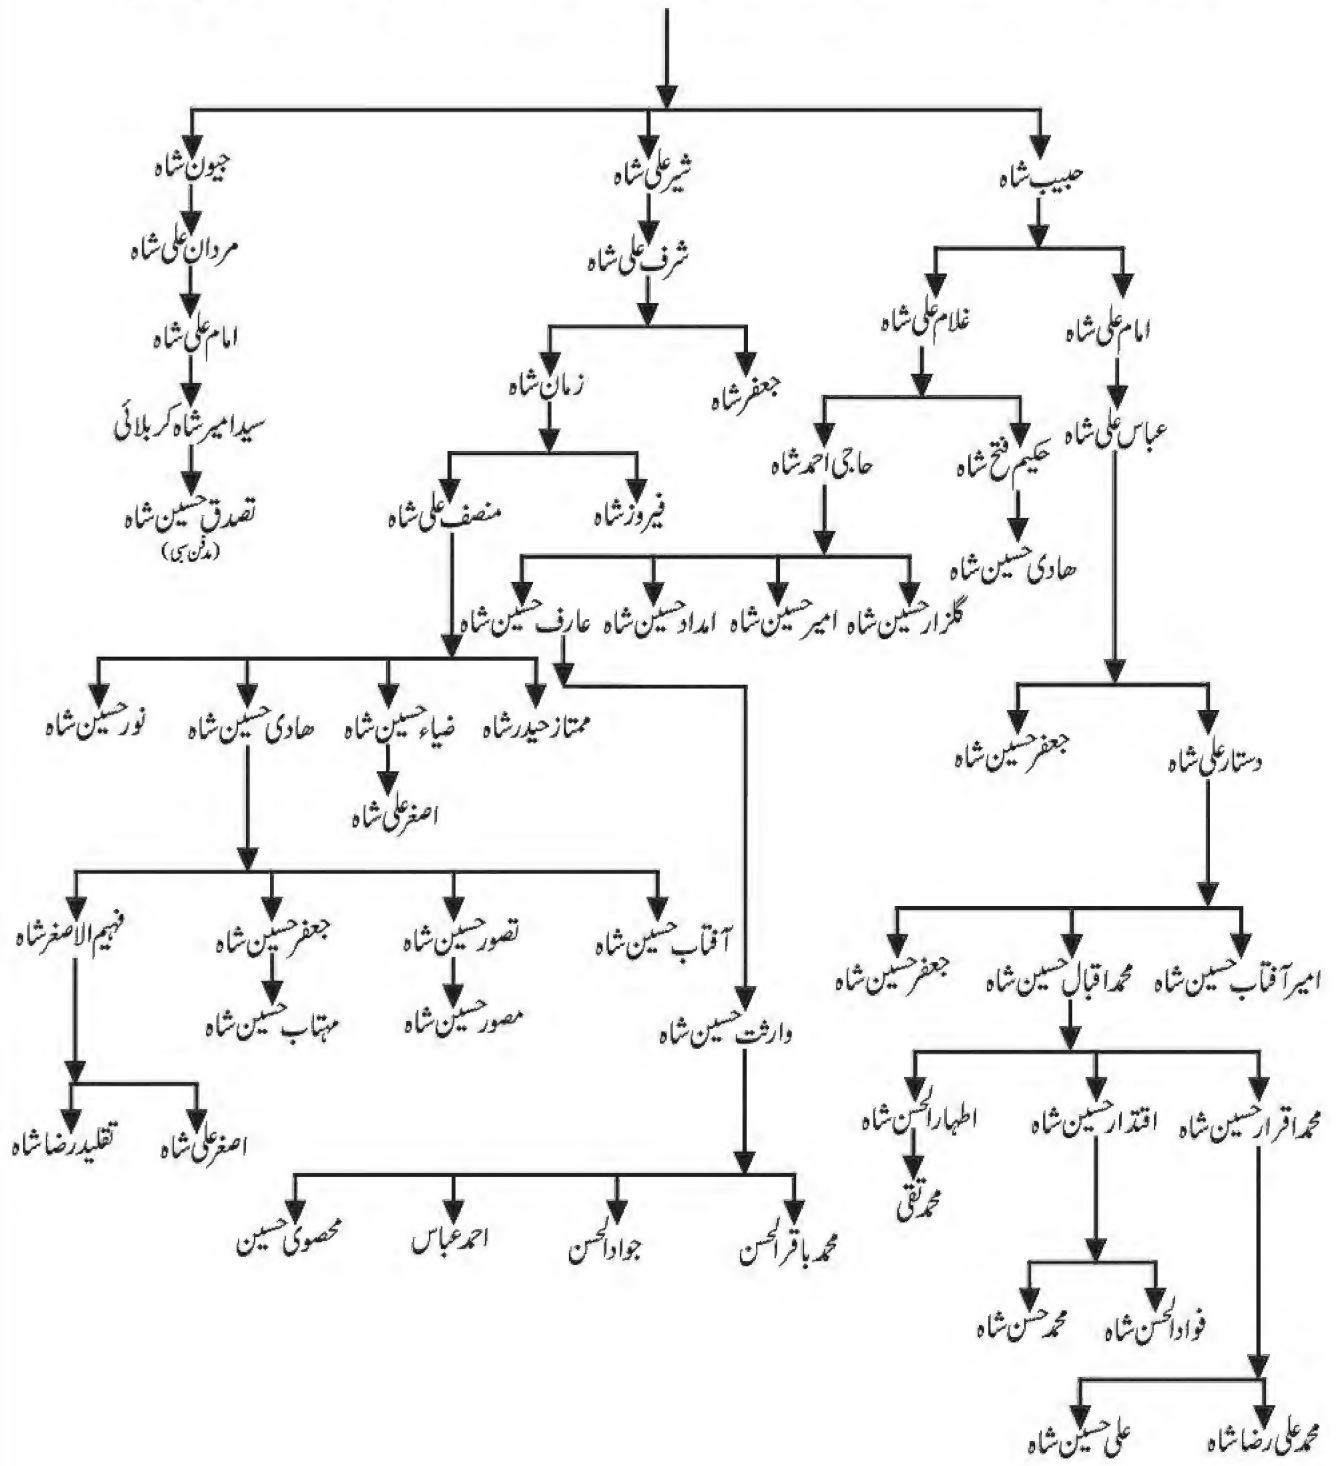 حبیب شاہ
شیر علی شاہ
جیون شاہ
شرف علی شاہ
مردان علی شاہ
امام علی شاہ
غلام علی شاہ
امام علی شاہ
جعفر شاہ
زمان شاہ
سید امیر شاہ کربلائی
عباس علی شاہ
حکیم فتح شاہ
حاجی احمد شاہ
فیروز شاہ
منصف علی شاہ
تصدق حسین شاہ
(مدفن سبی)
ھادی حسین شاہ
گلزار حسین شاہ
امیر حسین شاہ
امداد حسین شاہ
عارف حسین شاہ
ممتاز حیدر شاہ
ضیاء حسین شاہ
ھادی حسین شاہ
نور حسین شاہ
دستار علی شاہ
جعفر حسین شاہ
اصغر علی شاہ
آفتاب حسین شاہ
تصور حسین شاہ
جعفر حسین شاہ
فہیم الاصغر شاہ
امیر آفتاب حسین شاہ
محمد اقبال حسین شاہ
جعفر حسین شاہ
وارثت حسین شاہ
مصور حسین شاہ
مہتاب حسین شاہ
محمد اقرار حسین شاہ
اقتدار حسین شاہ
اظہار الحسن شاہ
اصغر علی شاہ
تقلید رضا شاہ
محمد تقی
محمد باقر الحسن
جواد الحسن
احمد عباس
محصوی حسین
فواد الحسن شاہ
محمد حسن شاہ
محمد علی رضا شاہ
علی حسین شاہ